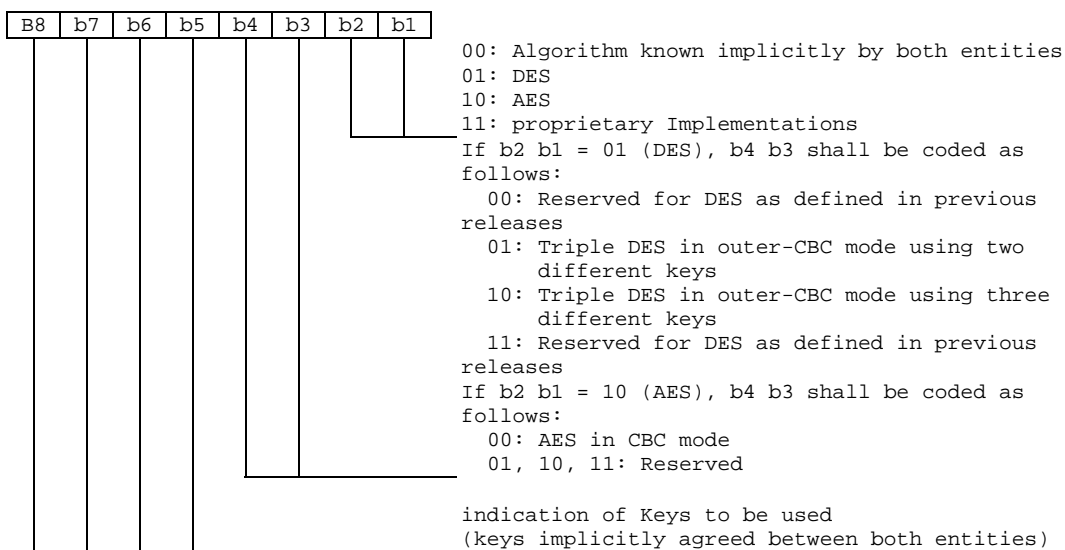 B8 b7 b6 b5 b4 b3 b2 b1
00: Algorithm known implicitly by both entities
01: DES
10: AES
11: proprietary Implementations
If b2 b1 = 01 (DES), b4 b3 shall be coded as
follows:
00: Reserved for DES as defined in previous
releases
01: Triple DES in outer-CBC mode using two
different keys
10: Triple DES in outer-CBC mode using three
different keys
11: Reserved for DES as defined in previous
releases
If b2 b1 = 10 (AES), b4 b3 shall be coded as
follows:
00: AES in CBC mode
01, 10, 11: Reserved
indication of Keys to be used
(keys implicitly agreed between both entities)